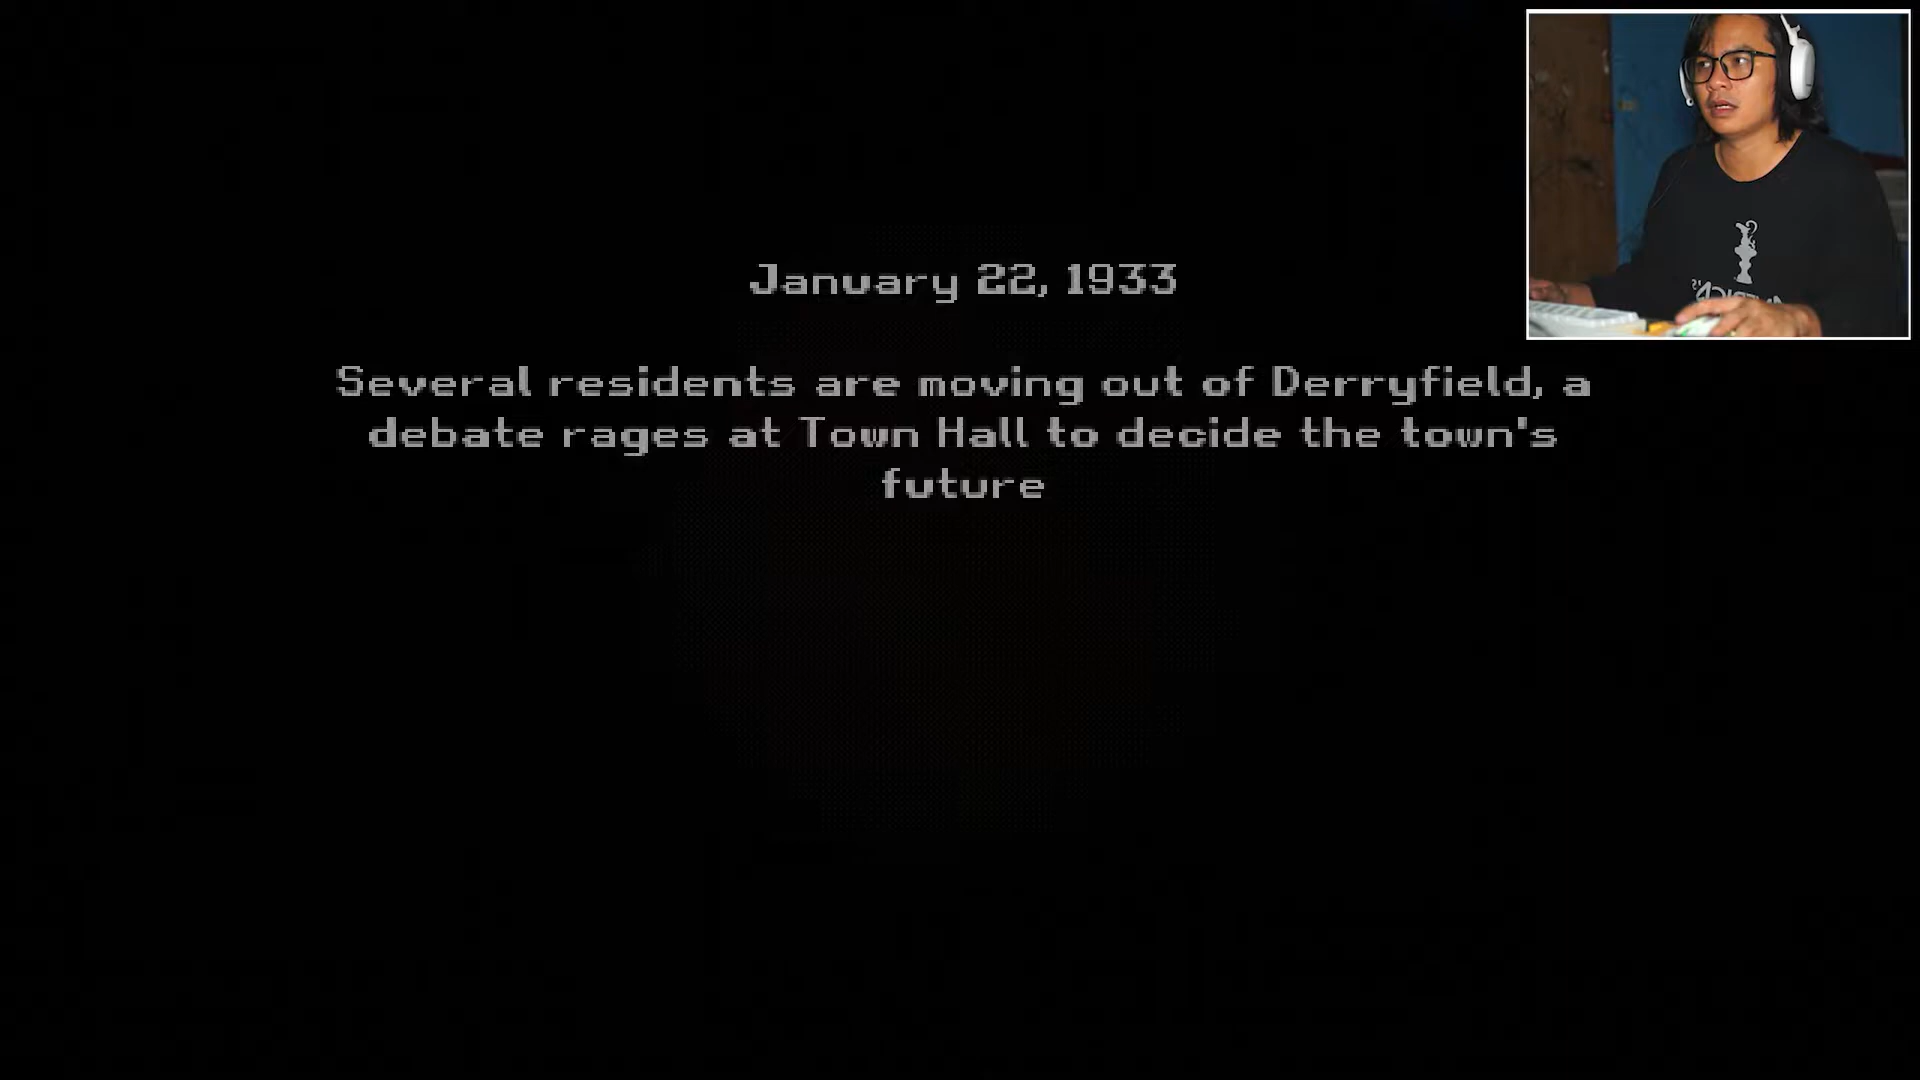 January 22, 1933
Several residents are moving out of Derryfield, a
debate rages at Town Hall to decide the town's
future